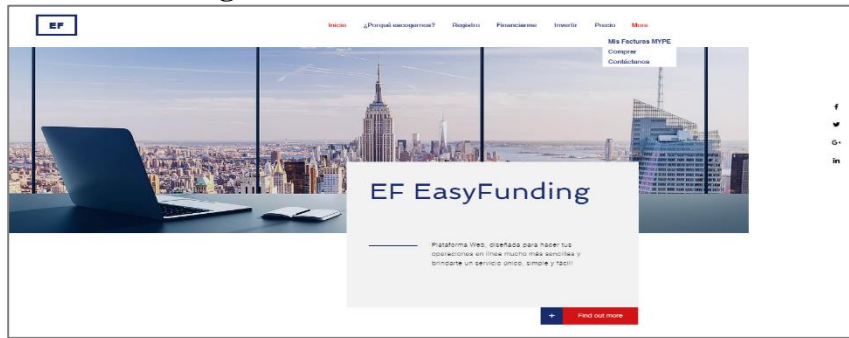 EF
Inicio ¿Porqué escogernos? Registro Financiarme Invertir Precio More
Mis Facturas MYPE
Comprar
Contáctanos
G+
in
EF EasyFunding
Plataforma Web, diseñada para hacer tus
operaciones en línea mucho más sencillas y
brindarte un servicio único, simple y fácil!
+ Find out more